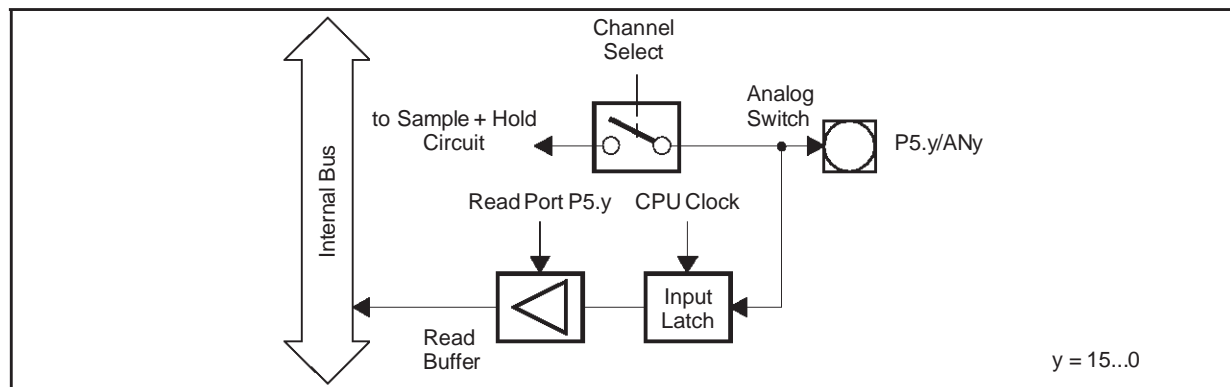 Channel
Select
to Sample + Hold
Circuit
Analog
Switch
P5.y/ANy
Internal Bus
Read Port P5.y
CPU Clock
Input
Latch
Read
Buffer
y = 15...0